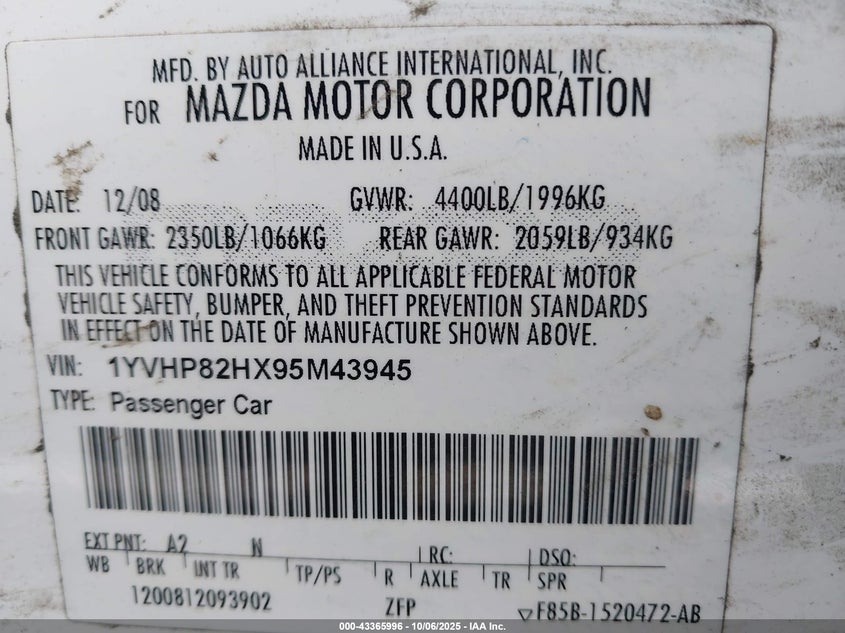 MFD. BY AUTO ALLIANCE INTERNATIONAL, INC.
FOR MAZDA MOTOR CORPORATION
MADE IN U.S.A.
DATE: 12/08 GVWR: 4400LB/1996KG
FRONT GAWR: 2350LB/1066KG REAR GAWR: 2059LB/934KG
THIS VEHICLE CONFORMS TO ALL APPLICABLE FEDERAL MOTOR
VEHICLE SAFETY, BUMPER, AND THEFT PREVENTION STANDARDS
IN EFFECT ON THE DATE OF MANUFACTURE SHOWN ABOVE.
VIN: 1YVHP82HX95M43945
TYPE: Passenger Car
EXT PNT: A2 N RC: DSO:
WB BRK INT TR TP/PS R AXLE TR SPR
1200812093902 ZFP ▽F85B-1520472-AB
000-43365996 - 10/06/2025 - IAA Inc.